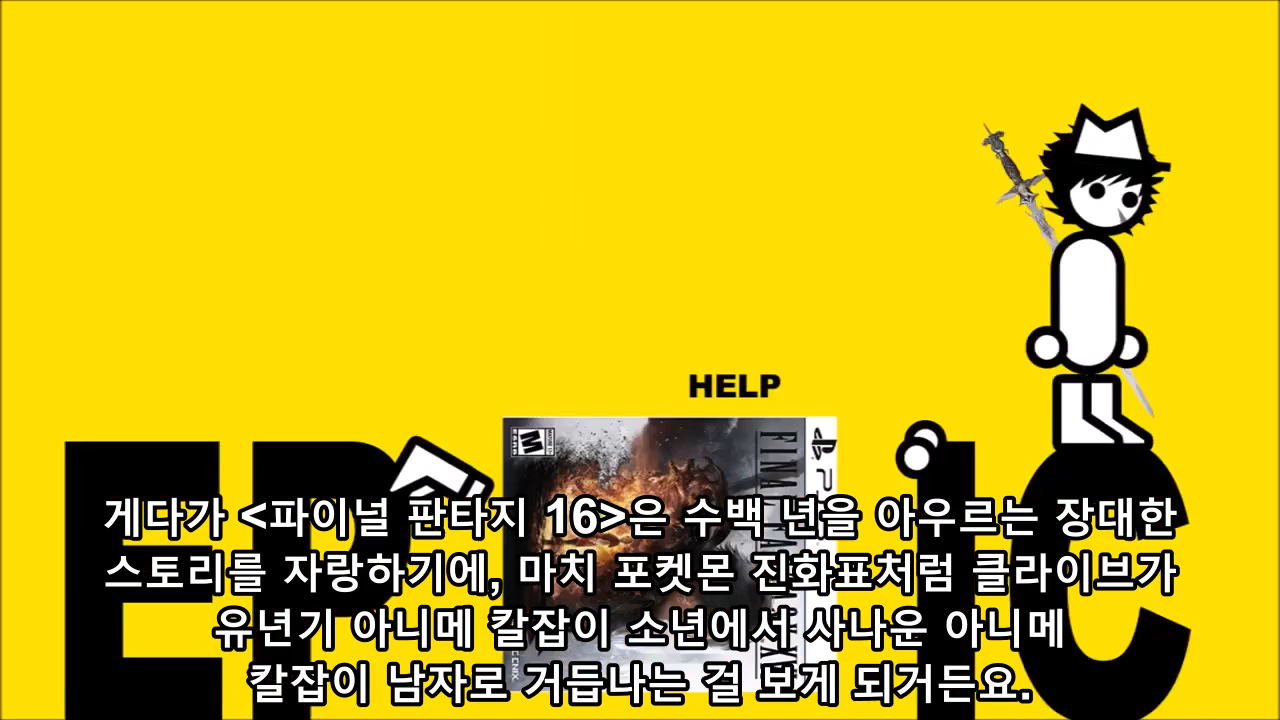 HELP
EPIC
FINAL FANTASY XVI
M
게다가 <파이널 판타지 16>은 수백 년을 아우르는 장대한
스토리를 자랑하기에, 마치 포켓몬 진화표처럼 클라이브가
유년기 아니메 칼잡이 소년에서 사나운 아니메
칼잡이 남자로 거듭나는 걸 보게 되거든요.